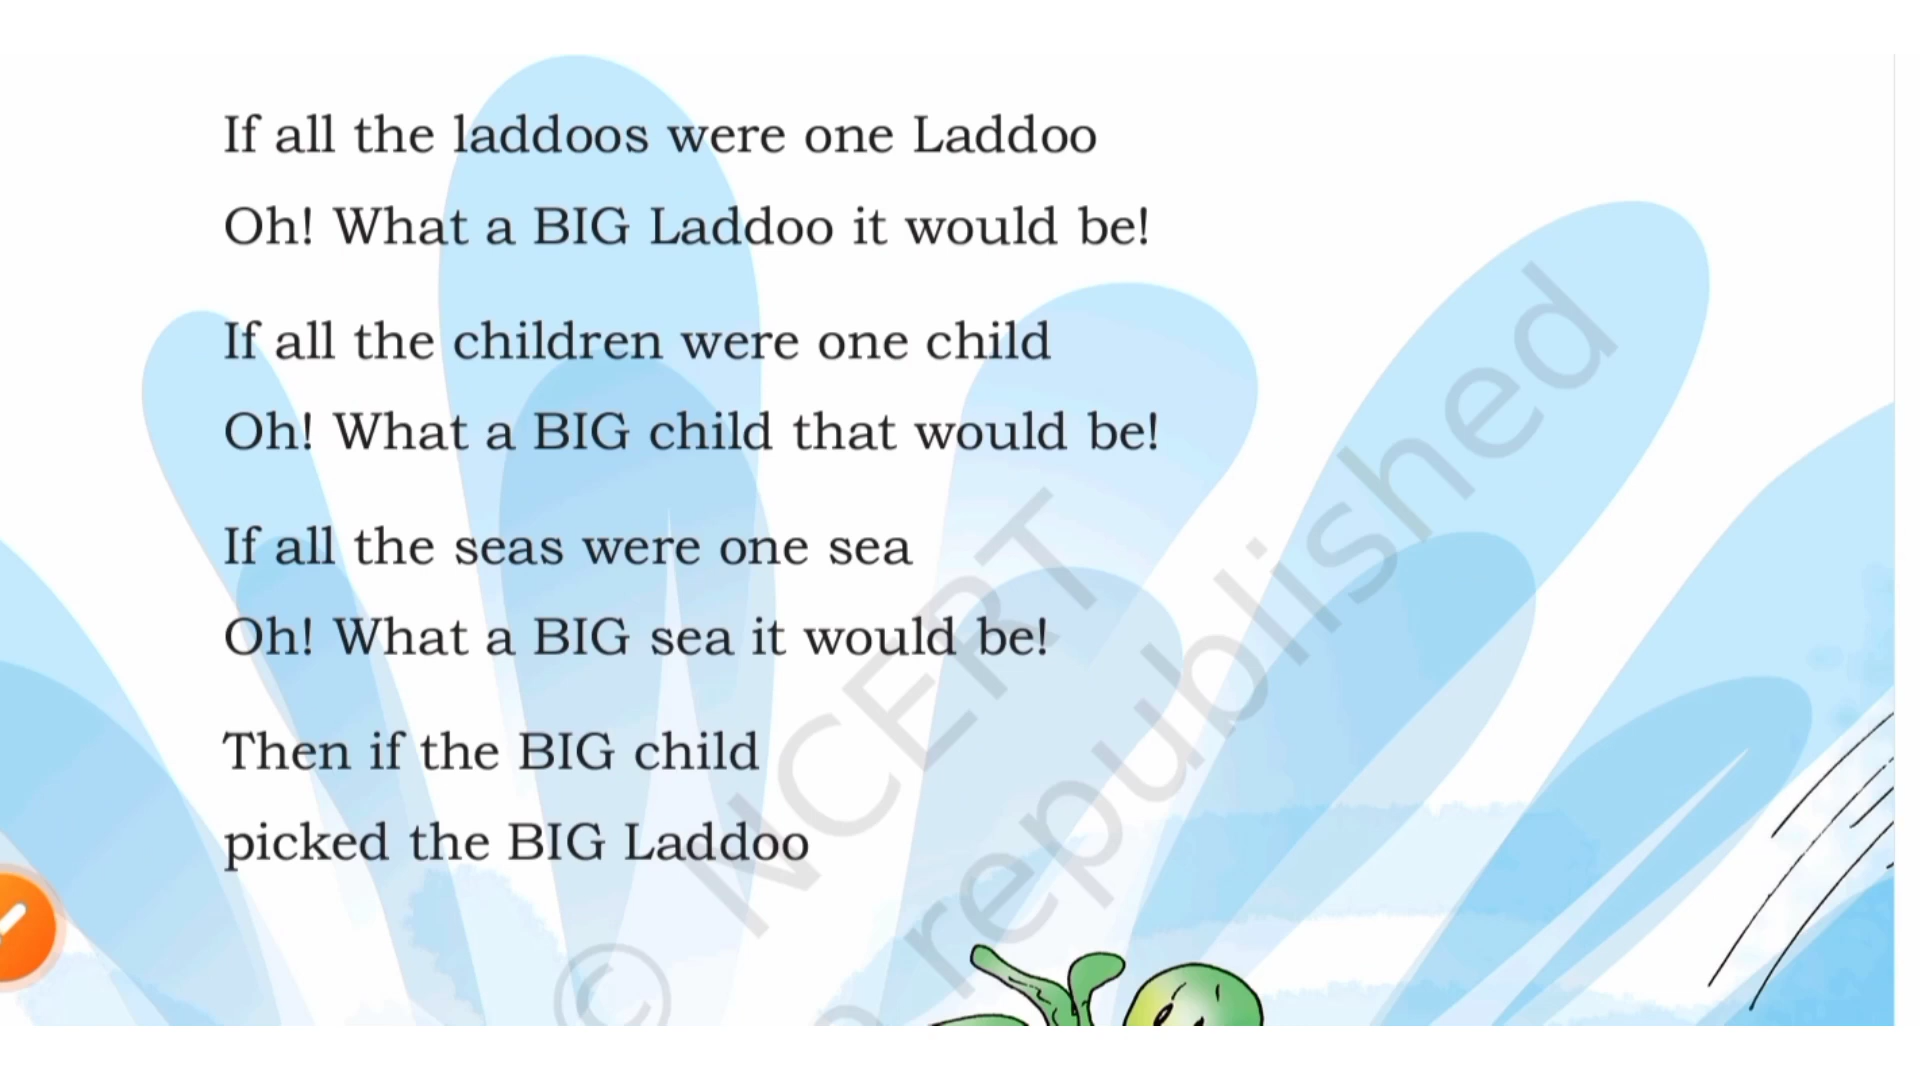 If all the laddoos were one Laddoo
Oh! What a BIG Laddoo it would be!
If all the children were one child
Oh! What a BIG child that would be!
If all the seas were one sea
Oh! What a BIG sea it would be!
Then if the BIG child
picked the BIG Laddoo
© NCERT
republished